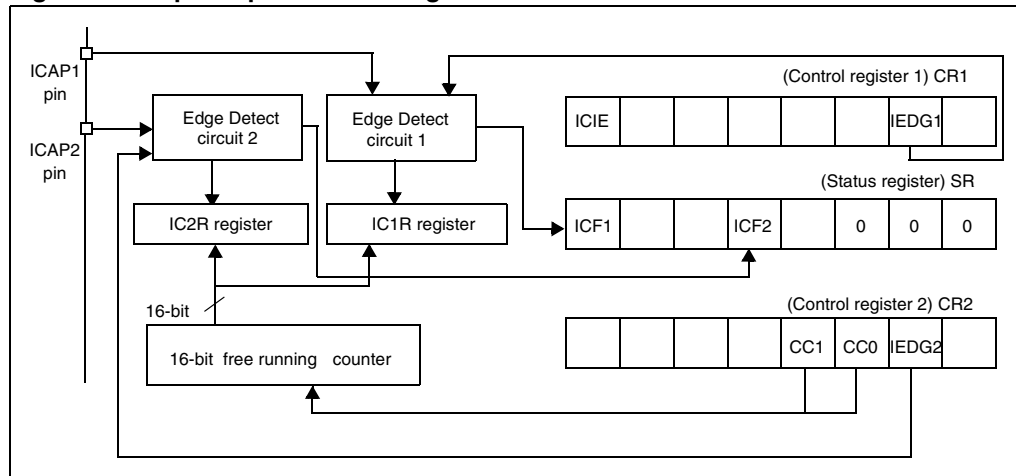 ICAP1
pin
ICAP2
pin
Edge Detect
circuit 2
Edge Detect
circuit 1
IC2R register
IC1R register
16-bit
16-bit free running counter
(Control register 1) CR1
ICIE
IEDG1
(Status register) SR
ICF1
ICF2
0
0
0
(Control register 2) CR2
CC1
CC0
IEDG2